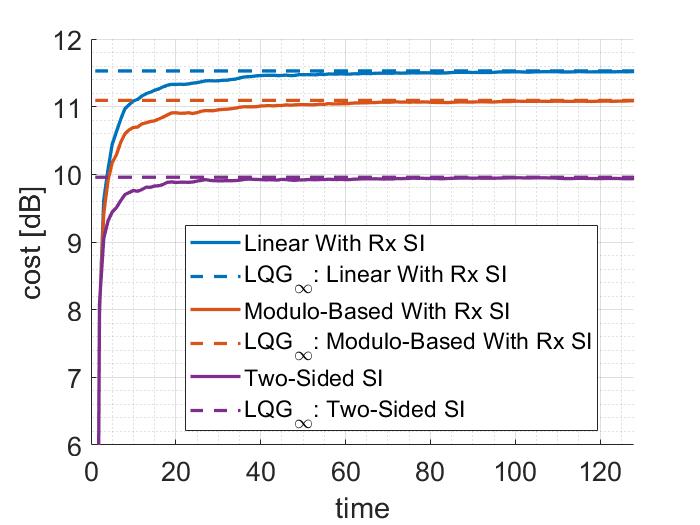 12
11
10
9
8
7
6
cost [dB]
Linear With Rx SI
LQG∞: Linear With Rx SI
Modulo-Based With Rx SI
LQG∞: Modulo-Based With Rx SI
Two-Sided SI
LQG∞: Two-Sided SI
0 20 40 60 80 100 120
time